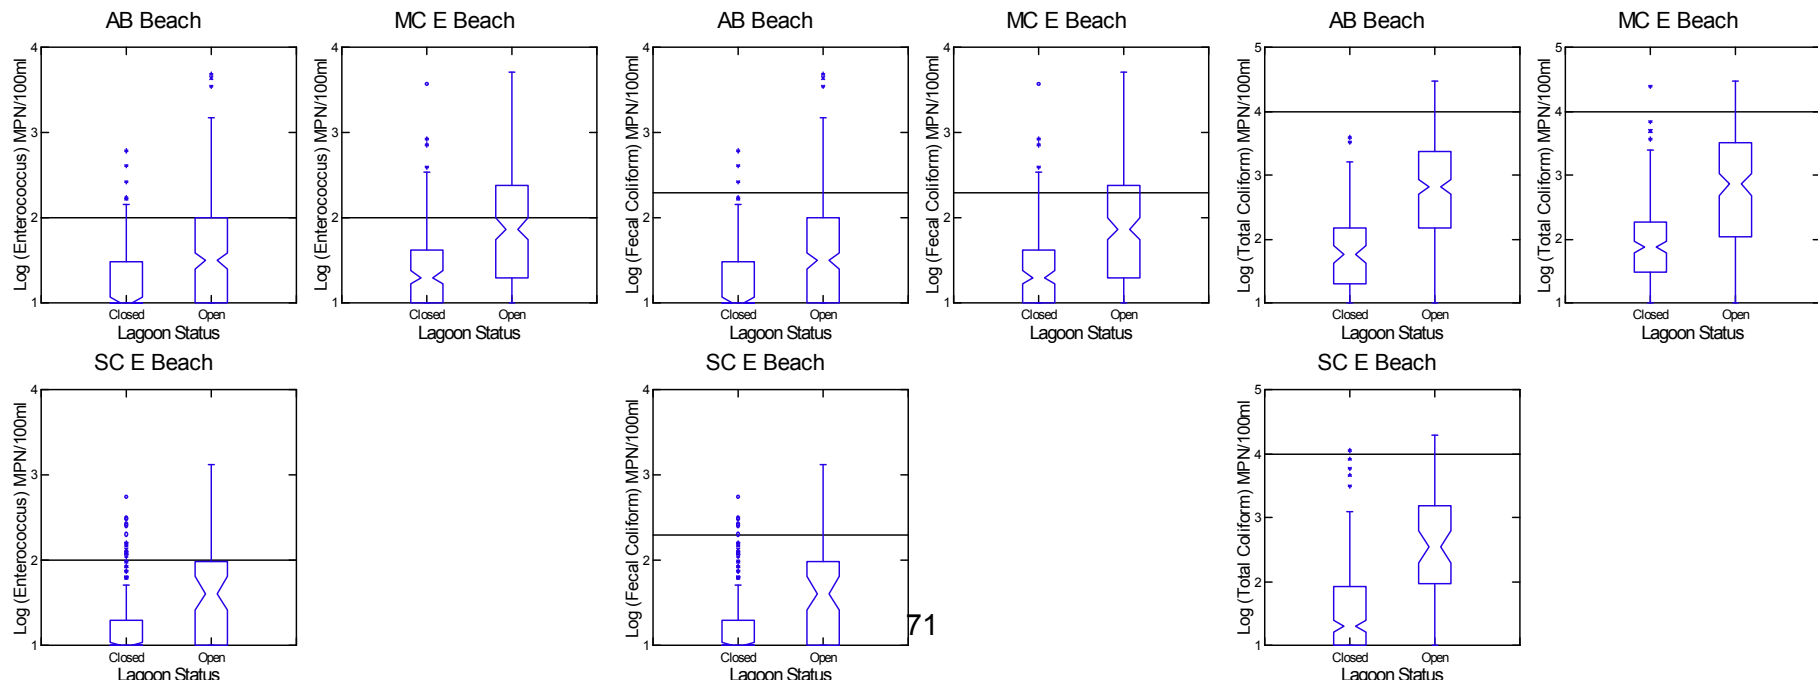 AB Beach
Log (Enterococcus) MPN/100ml
4
3
2
1
Closed
Open
Lagoon Status
MC E Beach
Log (Enterococcus) MPN/100ml
4
3
2
1
Closed
Open
Lagoon Status
AB Beach
Log (Fecal Coliform) MPN/100ml
4
3
2
1
Closed
Open
Lagoon Status
MC E Beach
Log (Fecal Coliform) MPN/100ml
4
3
2
1
Closed
Open
Lagoon Status
AB Beach
Log (Total Coliform) MPN/100ml
5
4
3
2
1
Closed
Open
Lagoon Status
MC E Beach
Log (Total Coliform) MPN/100ml
5
4
3
2
1
Closed
Open
Lagoon Status
SC E Beach
Log (Enterococcus) MPN/100ml
4
3
2
1
Closed
Open
Lagoon Status
SC E Beach
Log (Fecal Coliform) MPN/100ml
4
3
2
1
Closed
Open
Lagoon Status
71
SC E Beach
Log (Total Coliform) MPN/100ml
5
4
3
2
1
Closed
Open
Lagoon Status